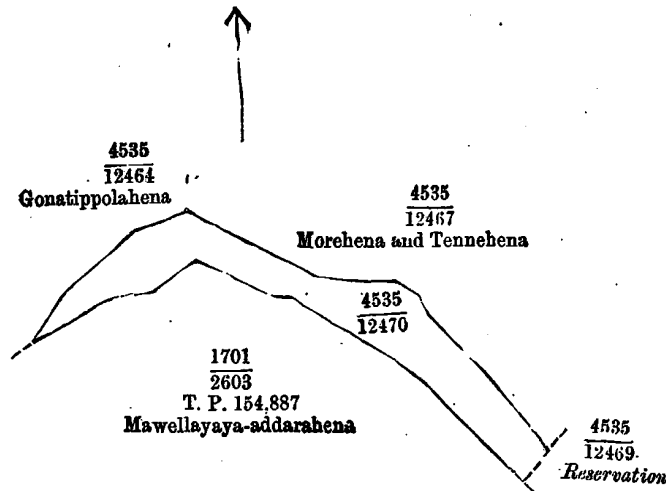 4535
12464
Gonatippolahena
4535
12467
Morehena and Tennehena
4535
12470
1701
2603
T. P. 154,887
Mawellayaya-addarahena
4535
12469
Reservation